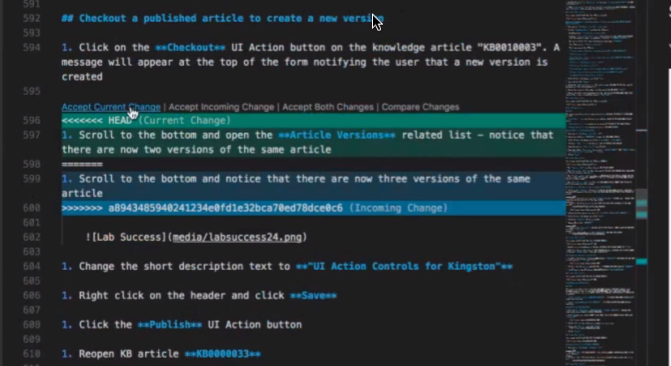 591
592 ## Checkout a published article to create a new version
593
594 1. Click on the **Checkout** UI Action button on the knowledge article "KB0010003". A
message will appear at the top of the form notifying the user that a new version is
created
595
Accept Current Change | Accept Incoming Change | Accept Both Changes | Compare Changes
596 <<<<<<< HEAD (Current Change)
597 1. Scroll to the bottom and open the **Article Versions** related list – notice that
there are now two versions of the same article
598 =======
599 1. Scroll to the bottom and notice that there are now three versions of the same
article
600 >>>>>>> a8943485940241234e0fd1e32bca70ed78dce0c6 (Incoming Change)
601
602 ![Lab Success](media/labsuccess24.png)
603
604 1. Change the short description text to **"UI Action Controls for Kingston"**
605
606 1. Right click on the header and click **Save**
607
608 1. Click the **Publish** UI Action button
609
610 1. Reopen KB article **KB0000033**